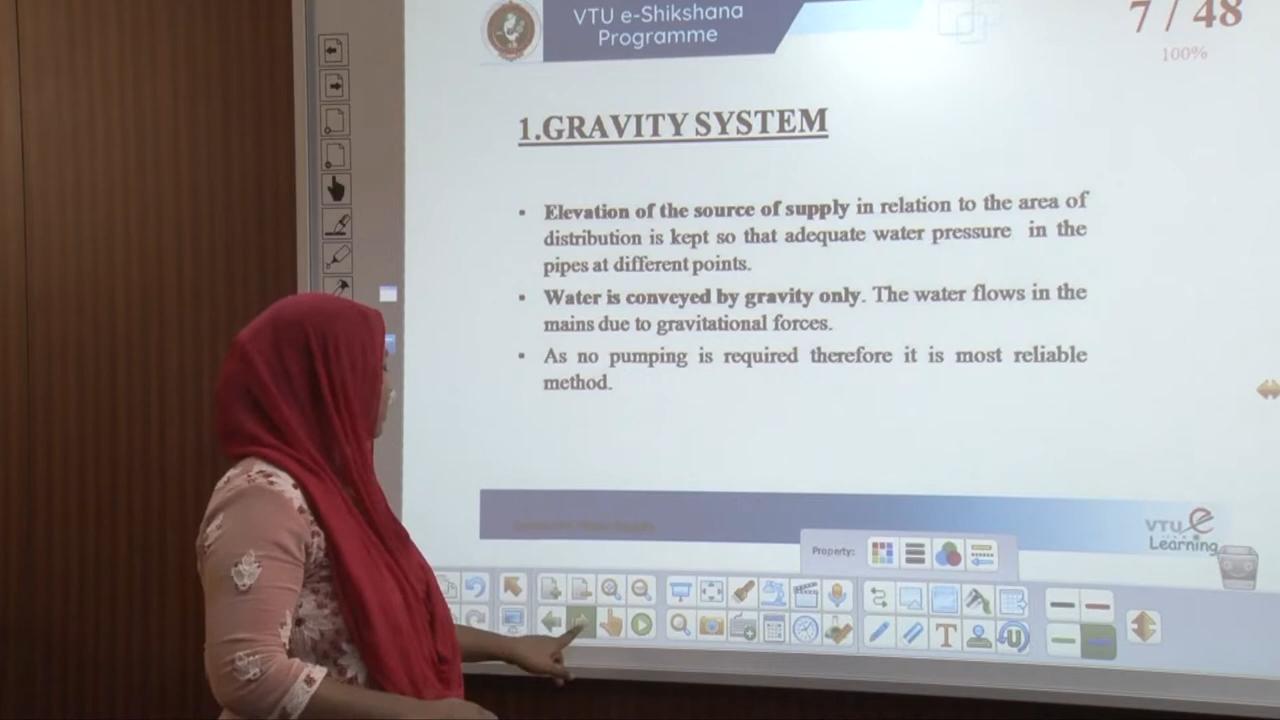 VTU e-Shikshana
Programme
7 / 48
100%
1.GRAVITY SYSTEM
▪ Elevation of the source of supply in relation to the area of
distribution is kept so that adequate water pressure in the
pipes at different points.
▪ Water is conveyed by gravity only. The water flows in the
mains due to gravitational forces.
▪ As no pumping is required therefore it is most reliable
method.
VTU e
Learning
Property:
T